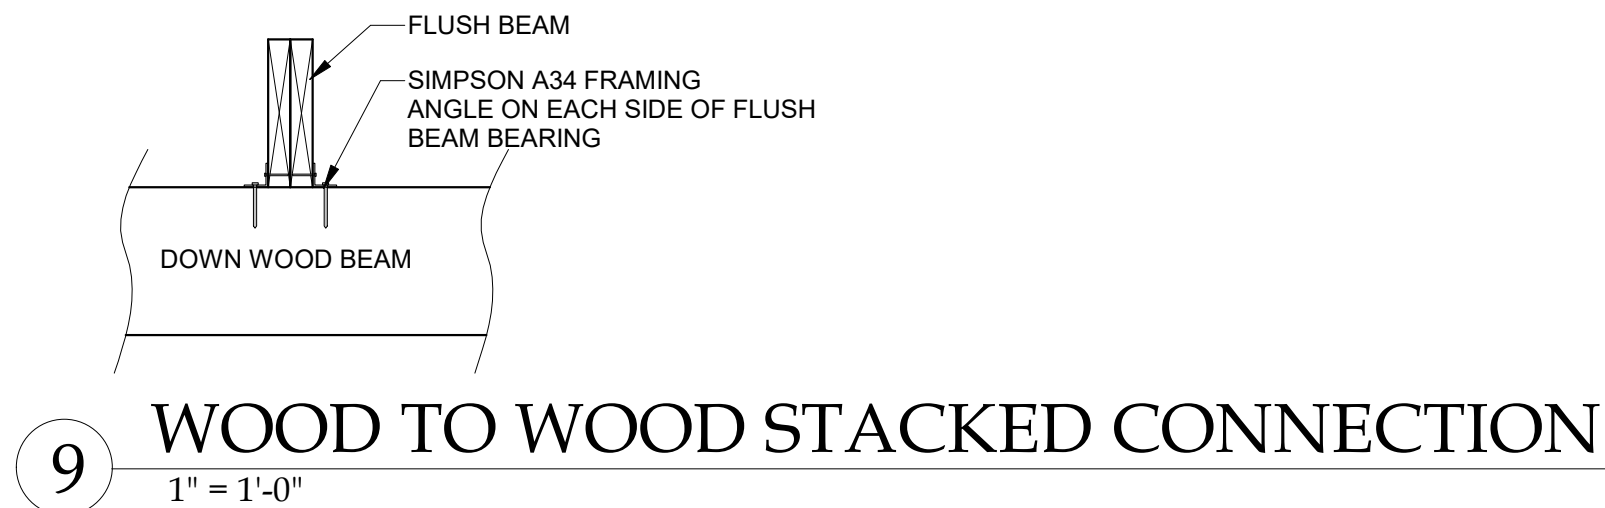 FLUSH BEAM
SIMPSON A34 FRAMING
ANGLE ON EACH SIDE OF FLUSH
BEAM BEARING
DOWN WOOD BEAM
9
WOOD TO WOOD STACKED CONNECTION
1" = 1'-0"